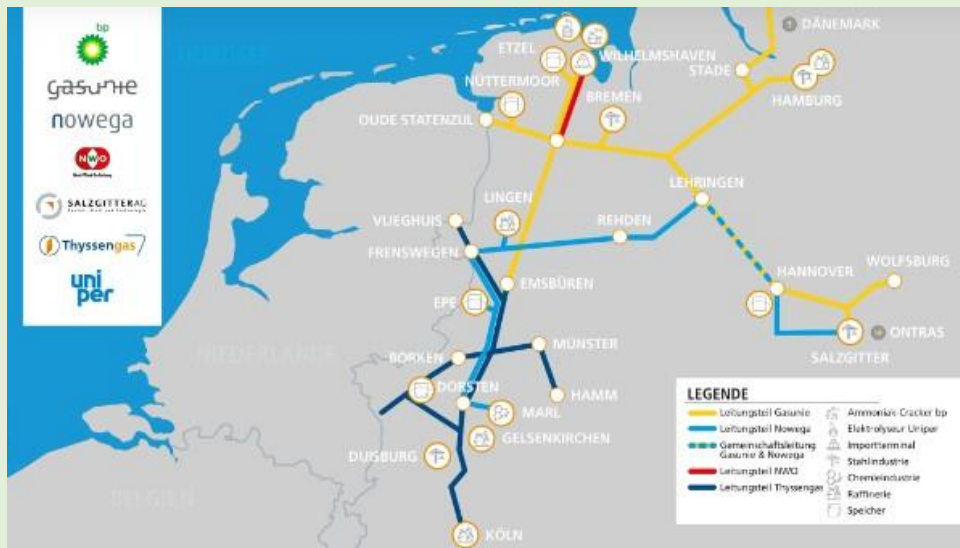 bp
gasunie
nowega
NWO
SALZGITTER AG
Thyssengas
uni
per
DÄNEMARK
ETZEL
WILHELMSHAVEN
STADE
NÜTTERMOOR
BREMEN
HAMBURG
OUDE STATENZIJL
LEHRINGEN
LINGEN
VLIEGHUIS
REHDEN
FRENSWEGEN
WOLFSBURG
HANNOVER
EMSBÜREN
EPE
ONTRAS
SALZGITTER
NIEDERLANDE
BORKEN
MÜNSTER
DORSTEN
HAMM
MARL
GELSENKIRCHEN
DUISBURG
BELGIEN
KÖLN
LEGENDE
Leitungsteil Gasunie
Leitungsteil Nowega
Gemeinschaftsleitung
Gasunie & Nowega
Leitungsteil NWO
Leitungsteil Thyssengas
Ammoniak-Cracker bp
Elektrolyseur Uniper
Importterminal
Stahlindustrie
Chemieindustrie
Raffinerie
Speicher